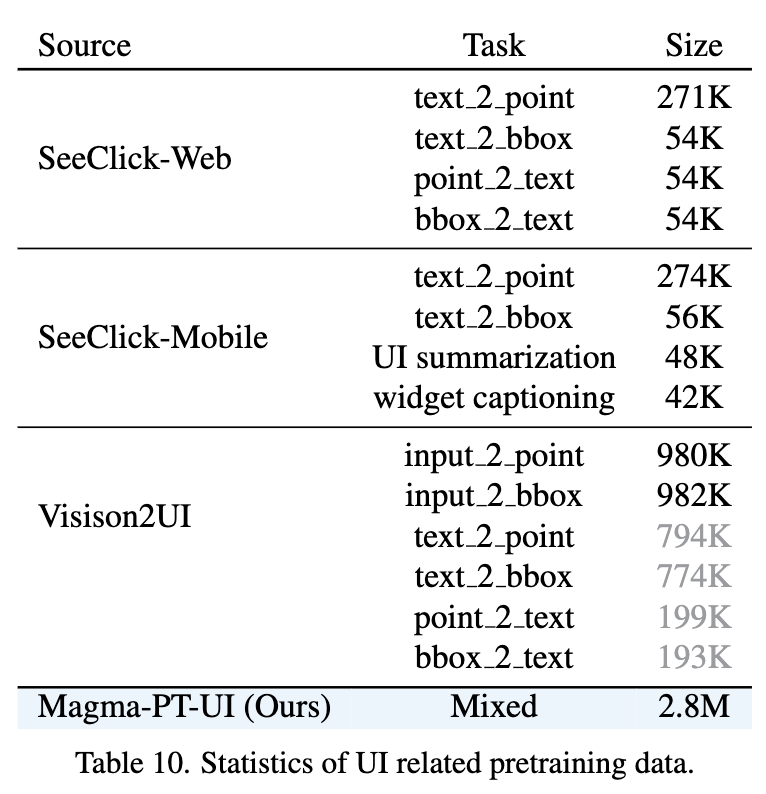 Source Task Size
text_2_point 271K
text_2_bbox 54K
SeeClick-Web
point_2_text 54K
bbox_2_text 54K
text_2_point 274K
text_2_bbox 56K
SeeClick-Mobile
UI summarization 48K
widget captioning 42K
input_2_point 980K
input_2_bbox 982K
Visison2UI
text_2_point 794K
text_2_bbox 774K
point_2_text 199K
bbox_2_text 193K
Magma-PT-UI (Ours) Mixed 2.8M
Table 10. Statistics of UI related pretraining data.